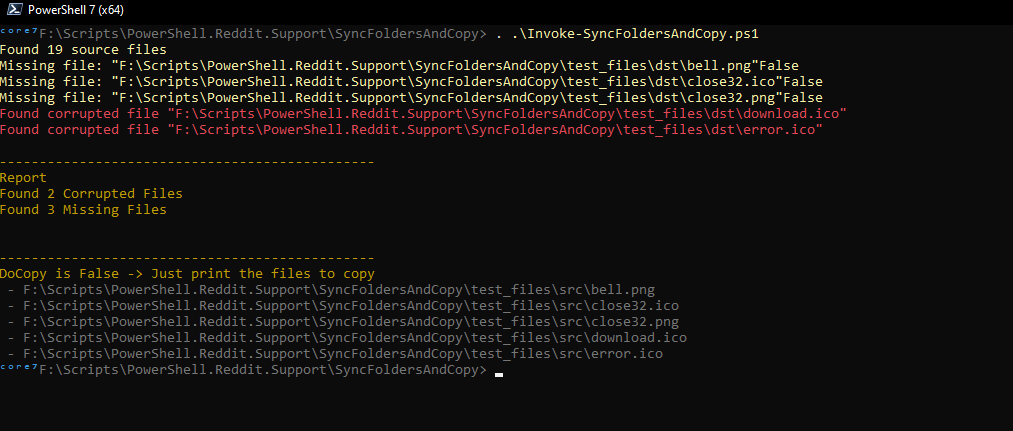 PowerShell 7 (x64)
ᶜᵒʳᵉ⁷F:\Scripts\PowerShell.Reddit.Support\SyncFoldersAndCopy> . .\Invoke-SyncFoldersAndCopy.ps1
Found 19 source files
Missing file: "F:\Scripts\PowerShell.Reddit.Support\SyncFoldersAndCopy\test_files\dst\bell.png"False
Missing file: "F:\Scripts\PowerShell.Reddit.Support\SyncFoldersAndCopy\test_files\dst\close32.ico"False
Missing file: "F:\Scripts\PowerShell.Reddit.Support\SyncFoldersAndCopy\test_files\dst\close32.png"False
Found corrupted file "F:\Scripts\PowerShell.Reddit.Support\SyncFoldersAndCopy\test_files\dst\download.ico"
Found corrupted file "F:\Scripts\PowerShell.Reddit.Support\SyncFoldersAndCopy\test_files\dst\error.ico"
-----------------------------------------------
Report
Found 2 Corrupted Files
Found 3 Missing Files
-----------------------------------------------
DoCopy is False -> Just print the files to copy
- F:\Scripts\PowerShell.Reddit.Support\SyncFoldersAndCopy\test_files\src\bell.png
- F:\Scripts\PowerShell.Reddit.Support\SyncFoldersAndCopy\test_files\src\close32.ico
- F:\Scripts\PowerShell.Reddit.Support\SyncFoldersAndCopy\test_files\src\close32.png
- F:\Scripts\PowerShell.Reddit.Support\SyncFoldersAndCopy\test_files\src\download.ico
- F:\Scripts\PowerShell.Reddit.Support\SyncFoldersAndCopy\test_files\src\error.ico
ᶜᵒʳᵉ⁷F:\Scripts\PowerShell.Reddit.Support\SyncFoldersAndCopy>